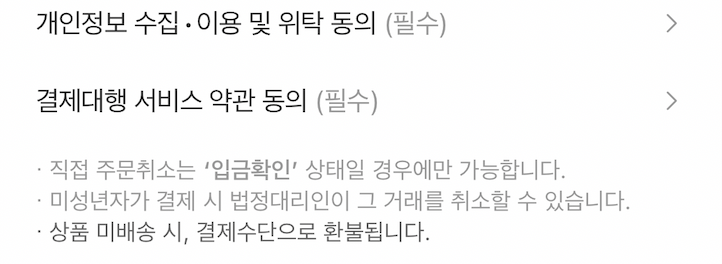 개인정보 수집·이용 및 위탁 동의 (필수)
결제대행 서비스 약관 동의 (필수)
· 직접 주문취소는 ‘입금확인’ 상태일 경우에만 가능합니다.
· 미성년자가 결제 시 법정대리인이 그 거래를 취소할 수 있습니다.
· 상품 미배송 시, 결제수단으로 환불됩니다.